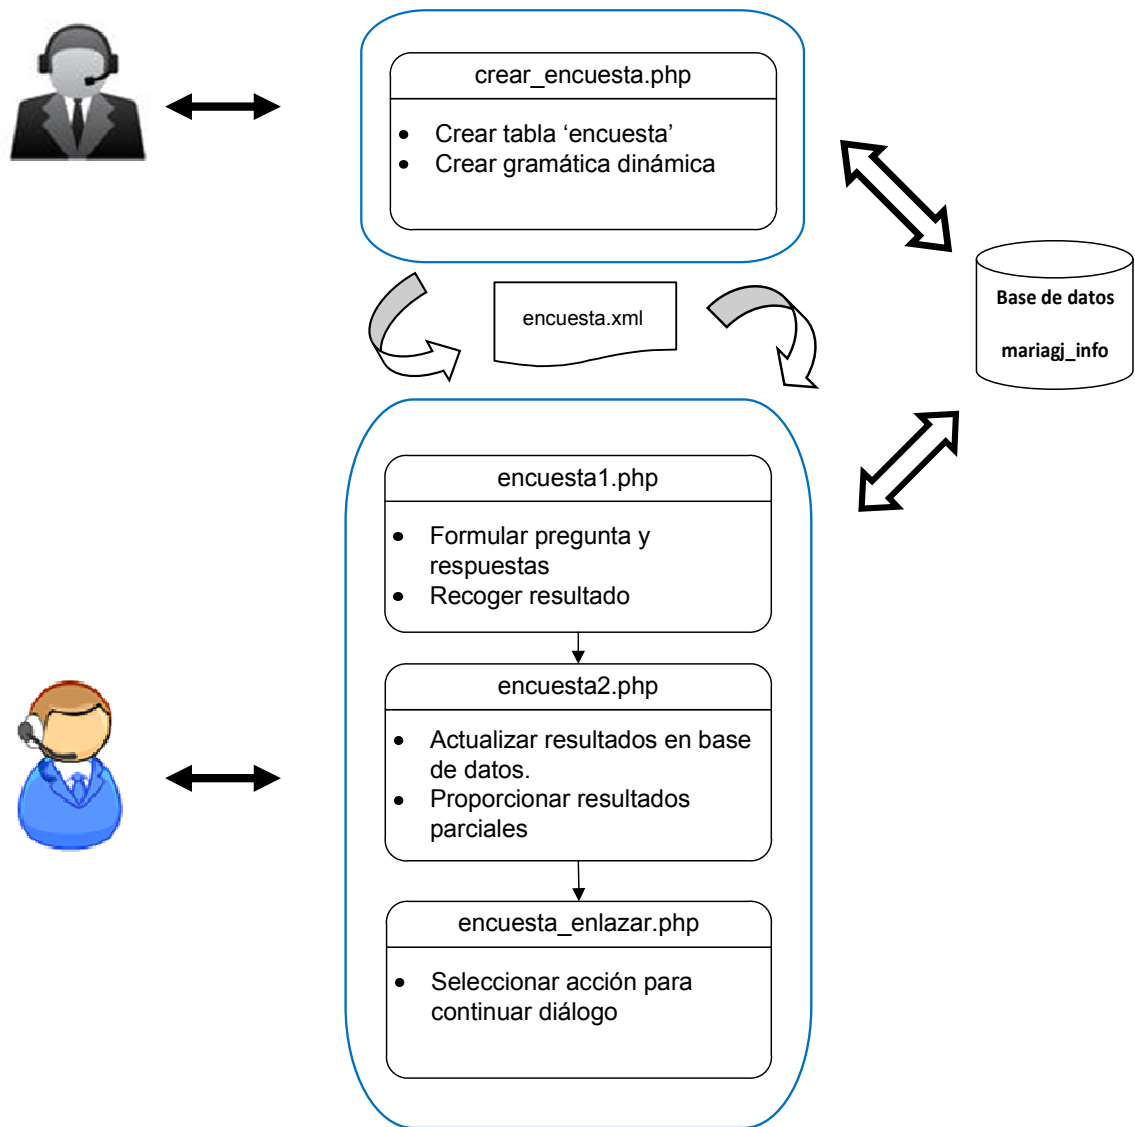 crear_encuesta.php
• Crear tabla ‘encuesta’
• Crear gramática dinámica
encuesta.xml
Base de datos
mariagj_info
encuesta1.php
• Formular pregunta y
respuestas
• Recoger resultado
encuesta2.php
• Actualizar resultados en base
de datos.
• Proporcionar resultados
parciales
encuesta_enlazar.php
• Seleccionar acción para
continuar diálogo